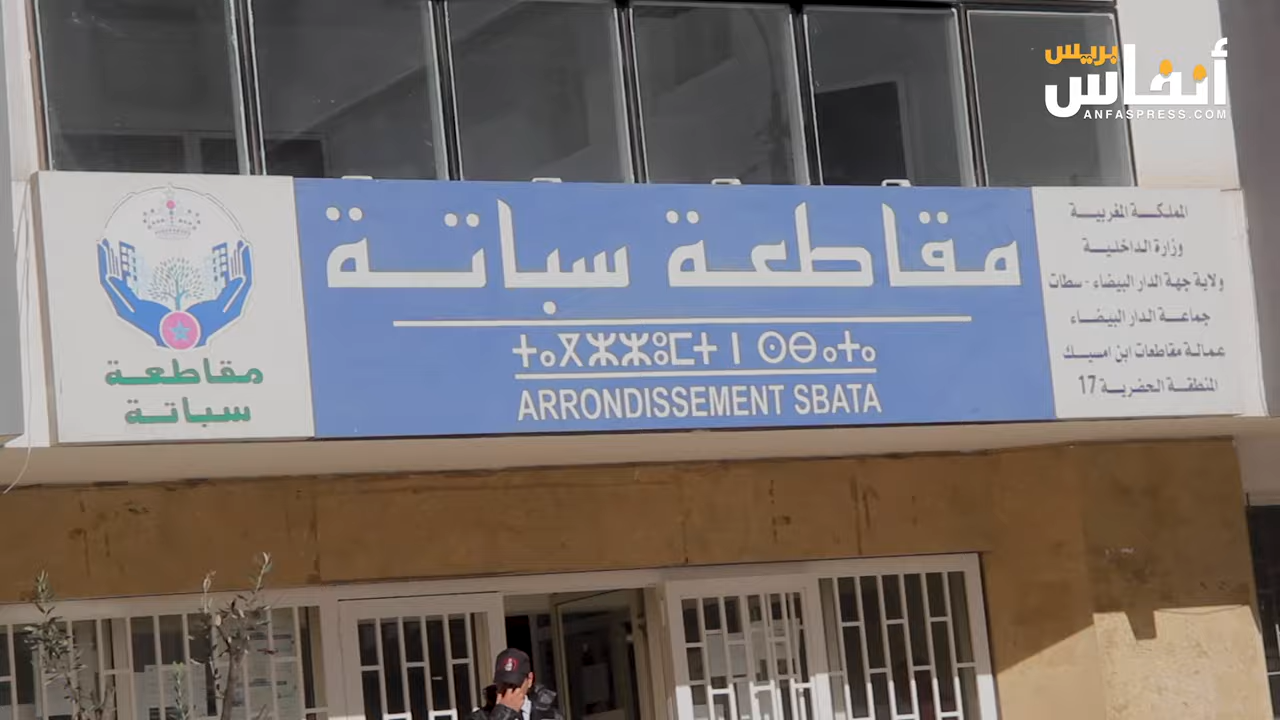 بريس
أنفاس
ANFASPRESS.COM
مقاطعة سباتة
ⵜⴰⴳⵣⵣⵓⵎⵜ ⵏ ⵙⴱⴰⵜⴰ
ARRONDISSEMENT SBATA
المملكة المغربية
وزارة الداخلية
ولاية جهة الدار البيضاء - سطات
جماعة الدار البيضاء
عمالة مقاطعات ابن امسيك
المنطقة الحضرية 17
مقاطعة
سباتة